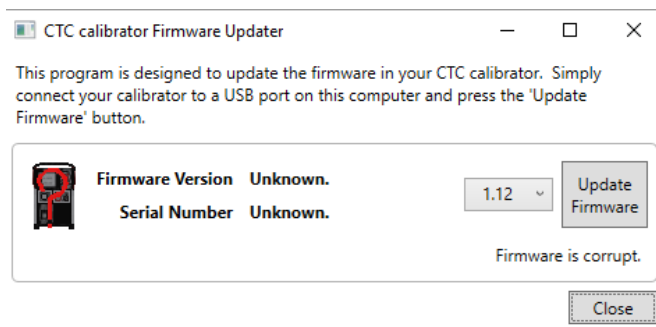 CTC calibrator Firmware Updater
This program is designed to update the firmware in your CTC calibrator.  Simply
connect your calibrator to a USB port on this computer and press the 'Update
Firmware' button.
Firmware Version Unknown.
Serial Number Unknown.
1.12
Update
Firmware
Firmware is corrupt.
Close